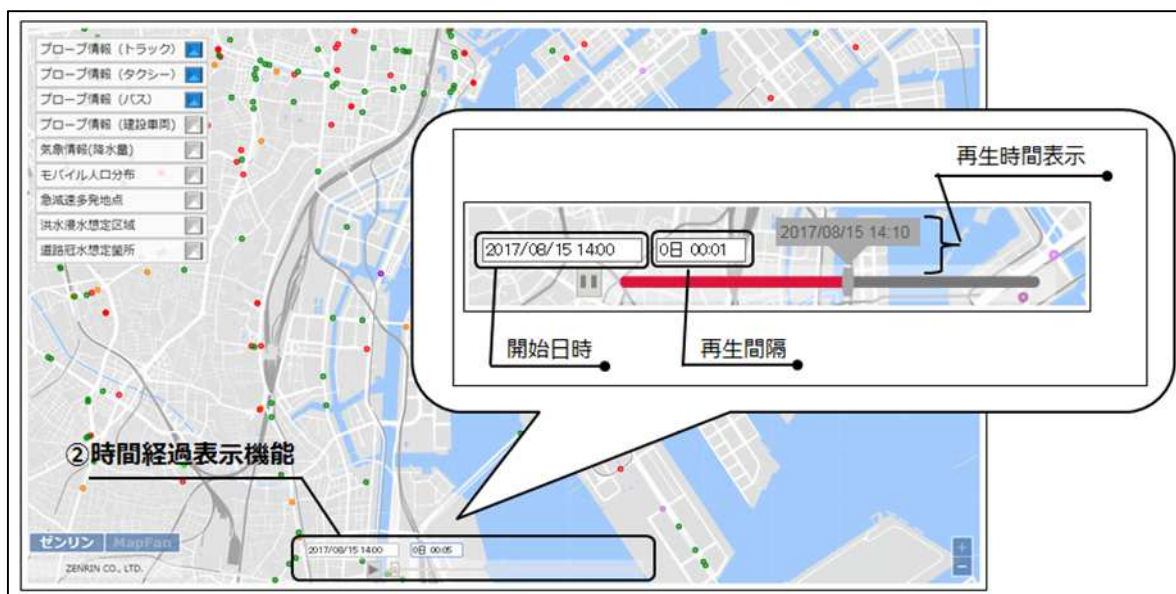 プローブ情報（トラック）
プローブ情報（タクシー）
プローブ情報（バス）
プローブ情報（建設車両）
気象情報(降水量)
モバイル人口分布
急減速多発地点
洪水浸水想定区域
道路冠水想定箇所
再生時間表示
2017/08/15 14:10
2017/08/15 14:00
0日 00:01
開始日時
再生間隔
②時間経過表示機能
ゼンリン
MapFan
2017/08/15 14:00
0日 00:05
ZENRIN CO., LTD.
+
−